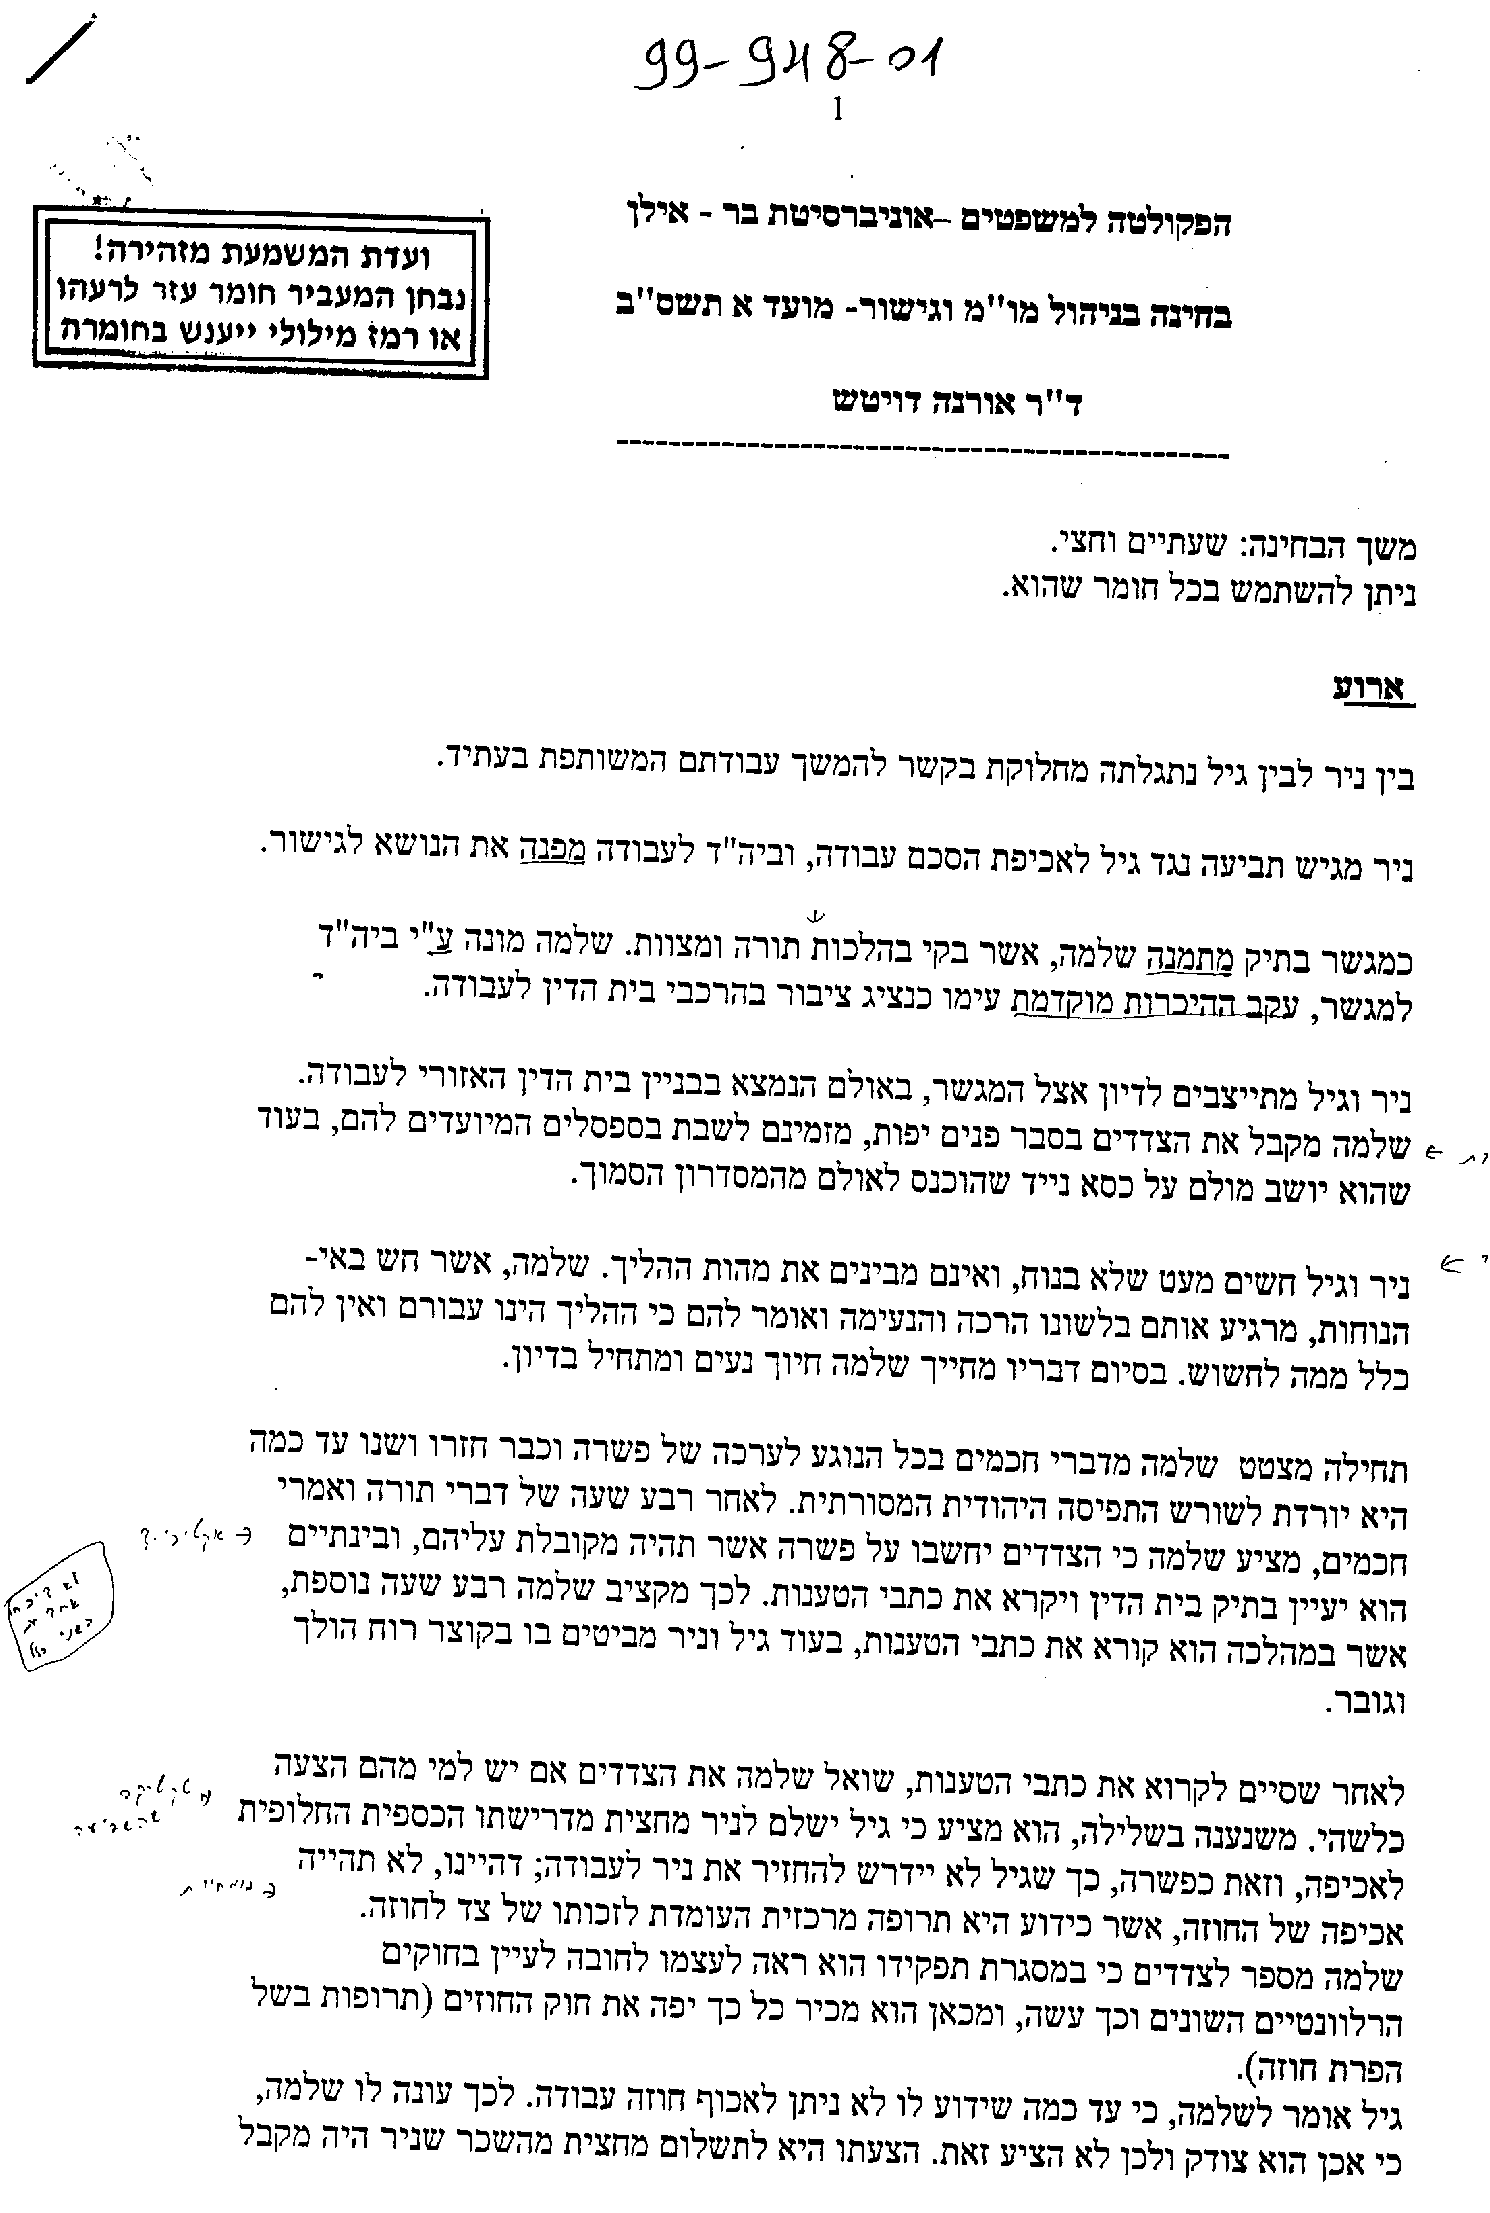 99-948-01
1
הפקולטה למשפטים –אוניברסיטת בר - אילן
ועדת המשמעת מזהירה!
נבחן המעביר חומר עזר לרעהו
או רמז מילולי ייענש בחומרה
בחינה בניהול מו"מ וגישור- מועד א תשס"ב
ד"ר אורנה דויטש
------------------------------------------------
משך הבחינה: שעתיים וחצי.
ניתן להשתמש בכל חומר שהוא.
ארוע
בין ניר לבין גיל נתגלתה מחלוקת בקשר להמשך עבודתם המשותפת בעתיד.
ניר מגיש תביעה נגד גיל לאכיפת הסכם עבודה, וביה"ד לעבודה מפנה את הנושא לגישור.
כמגשר בתיק מתמנה שלמה, אשר בקי בהלכות תורה ומצוות. שלמה מונה ע"י ביה"ד
למגשר, עקב ההיכרות מוקדמת עימו כנציג ציבור בהרכבי בית הדין לעבודה.
ניר וגיל מתייצבים לדיון אצל המגשר, באולם הנמצא בבניין בית הדין האזורי לעבודה.
שלמה מקבל את הצדדים בסבר פנים יפות, מזמינם לשבת בספסלים המיועדים להם, בעוד
שהוא יושב מולם על כסא נייד שהוכנס לאולם מהמסדרון הסמוך.
ניר וגיל חשים מעט שלא בנוח, ואינם מבינים את מהות ההליך. שלמה, אשר חש באי-
הנוחות, מרגיע אותם בלשונו הרכה והנעימה ואומר להם כי ההליך הינו עבורם ואין להם
כלל ממה לחשוש. בסיום דבריו מחייך שלמה חיוך נעים ומתחיל בדיון.
תחילה מצטט שלמה מדברי חכמים בכל הנוגע לערכה של פשרה וכבר חזרו ושנו עד כמה
היא יורדת לשורש התפיסה היהודית המסורתית. לאחר רבע שעה של דברי תורה ואמרי
חכמים, מציע שלמה כי הצדדים יחשבו על פשרה אשר תהיה מקובלת עליהם, ובינתיים
הוא יעיין בתיק בית הדין ויקרא את כתבי הטענות. לכך מקציב שלמה רבע שעה נוספת,
אשר במהלכה הוא קורא את כתבי הטענות, בעוד גיל וניר מביטים בו בקוצר רוח הולך
וגובר.
לאחר שסיים לקרוא את כתבי הטענות, שואל שלמה את הצדדים אם יש למי מהם הצעה
כלשהי. משנענה בשלילה, הוא מציע כי גיל ישלם לניר מחצית מדרישתו הכספית החלופית
לאכיפה, וזאת כפשרה, כך שגיל לא יידרש להחזיר את ניר לעבודה; דהיינו, לא תהייה
אכיפה של החוזה, אשר כידוע היא תרופה מרכזית העומדת לזכותו של צד לחוזה.
שלמה מספר לצדדים כי במסגרת תפקידו הוא ראה לעצמו לחובה לעיין בחוקים
הרלוונטיים השונים וכך עשה, ומכאן הוא מכיר כל כך יפה את חוק החוזים (תרופות בשל
הפרת חוזה).
גיל אומר לשלמה, כי עד כמה שידוע לו לא ניתן לאכוף חוזה עבודה. לכך עונה לו שלמה,
כי אכן הוא צודק ולכן לא הציע זאת. הצעתו היא לתשלום מחצית מהשכר שניר היה מקבל